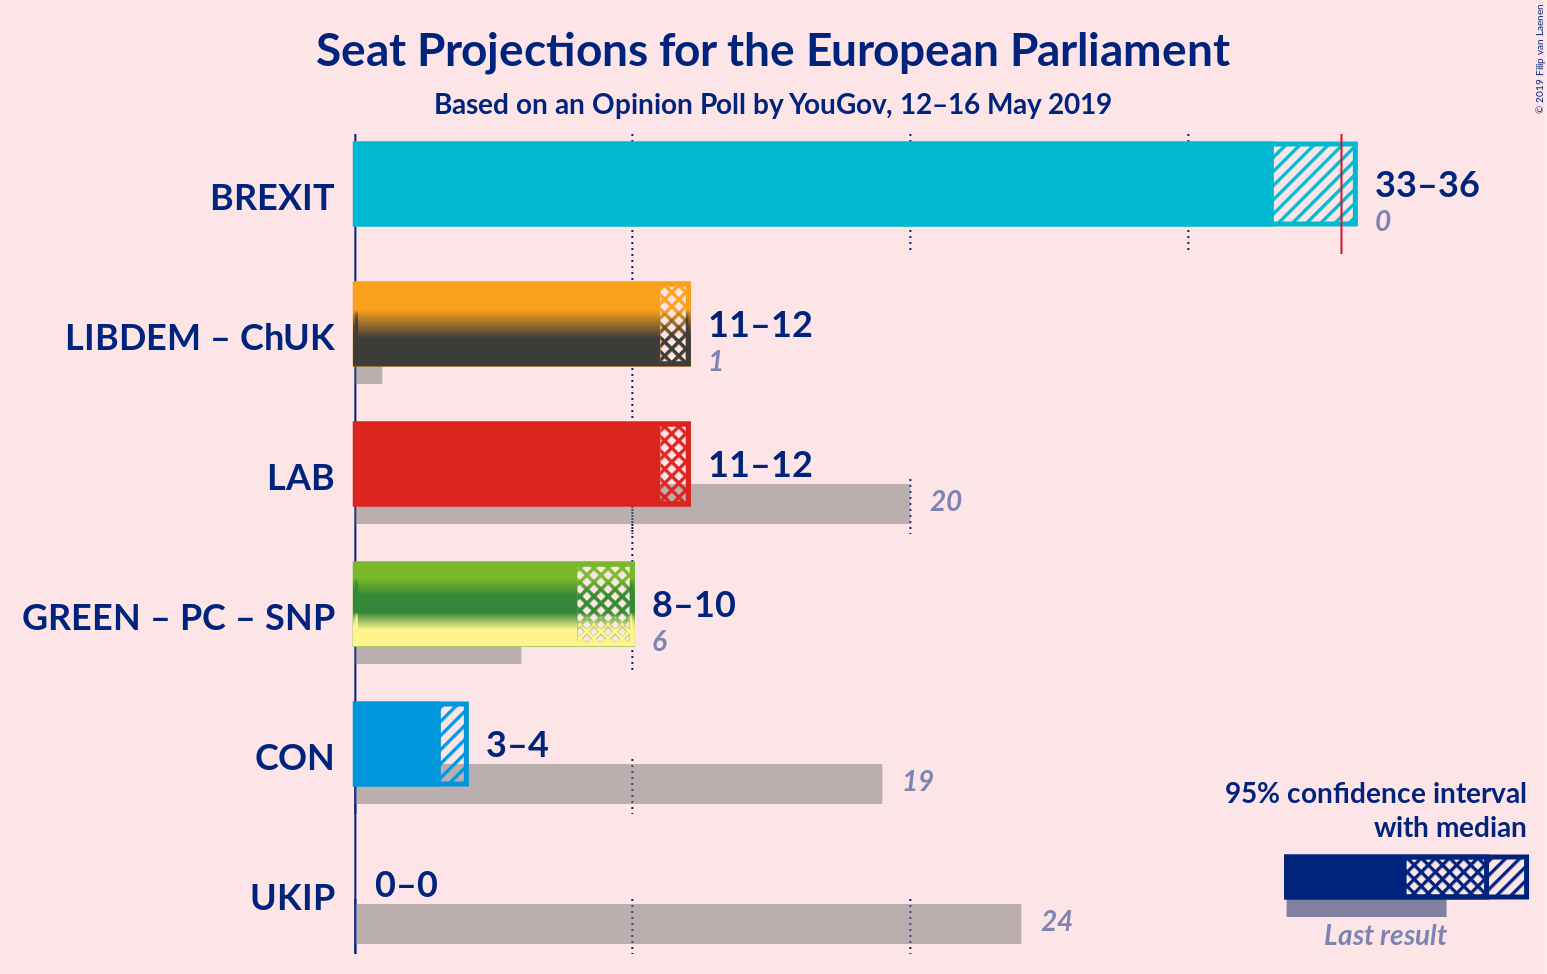 Seat Projections for the European Parliament
Based on an Opinion Poll by YouGov, 12–16 May 2019
© 2019 Filip van Laenen
BREXIT
33–36
0
LIBDEM – ChUK
11–12
1
LAB
11–12
20
GREEN – PC – SNP
8–10
6
CON
3–4
19
UKIP
0–0
24
95% confidence interval
with median
Last result